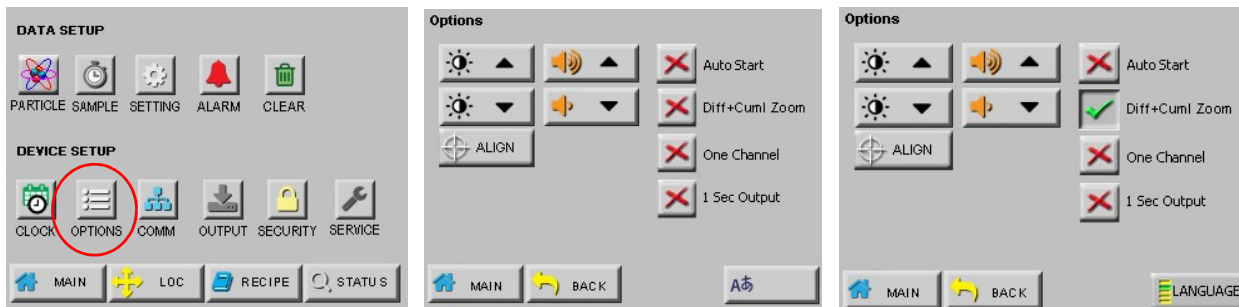 DATA SETUP
PARTICLE SAMPLE SETTING ALARM CLEAR
DEVICE SETUP
CLOCK OPTIONS COMM OUTPUT SECURITY SERVICE
MAIN LOC RECIPE STATUS
Options
Auto Start
Diff+Cuml Zoom
ALIGN
One Channel
1 Sec Output
MAIN BACK Aあ
Options
Auto Start
Diff+Cuml Zoom
ALIGN
One Channel
1 Sec Output
MAIN BACK LANGUAGE